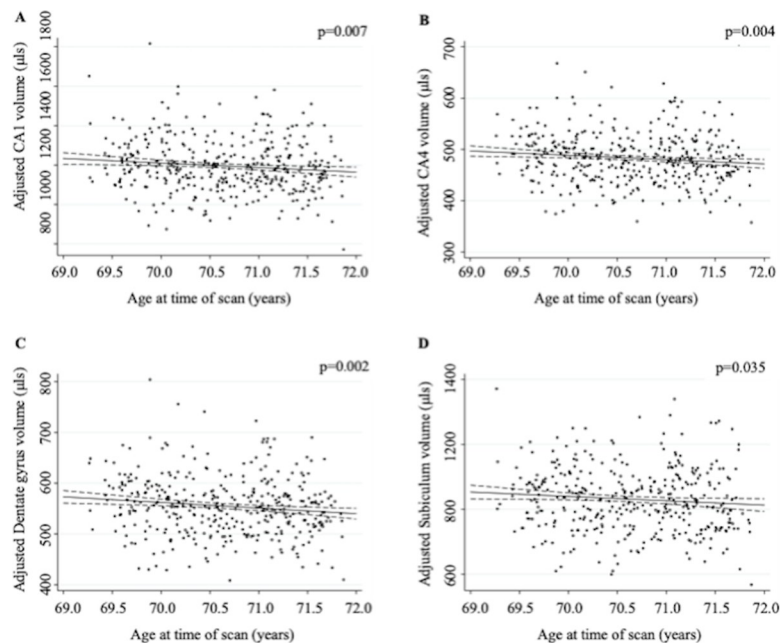 A
p=0.007
Adjusted CA1 volume (µls)
1800
1600
1400
1200
1100
1000
800
69.0 69.5 70.0 70.5 71.0 71.5 72.0
Age at time of scan (years)
B
p=0.004
Adjusted CA4 volume (µls)
700
600
500
400
300
69.0 69.5 70.0 70.5 71.0 71.5 72.0
Age at time of scan (years)
C
p=0.002
Adjusted Dentate gyrus volume (µls)
800
700
600
550
500
400
69.0 69.5 70.0 70.5 71.0 71.5 72.0
Age at time of scan (years)
D
p=0.035
Adjusted Subiculum volume (µls)
1400
1200
800
600
69.0 69.5 70.0 70.5 71.0 71.5 72.0
Age at time of scan (years)